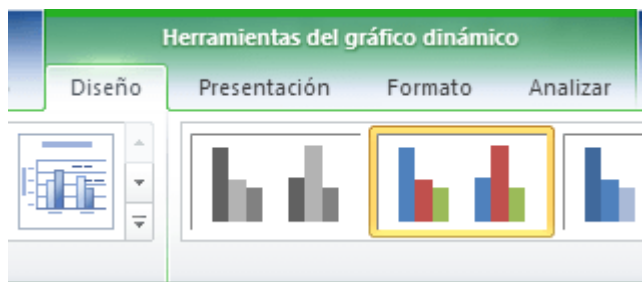 Herramientas del gráfico dinámico
Diseño Presentación Formato Analizar